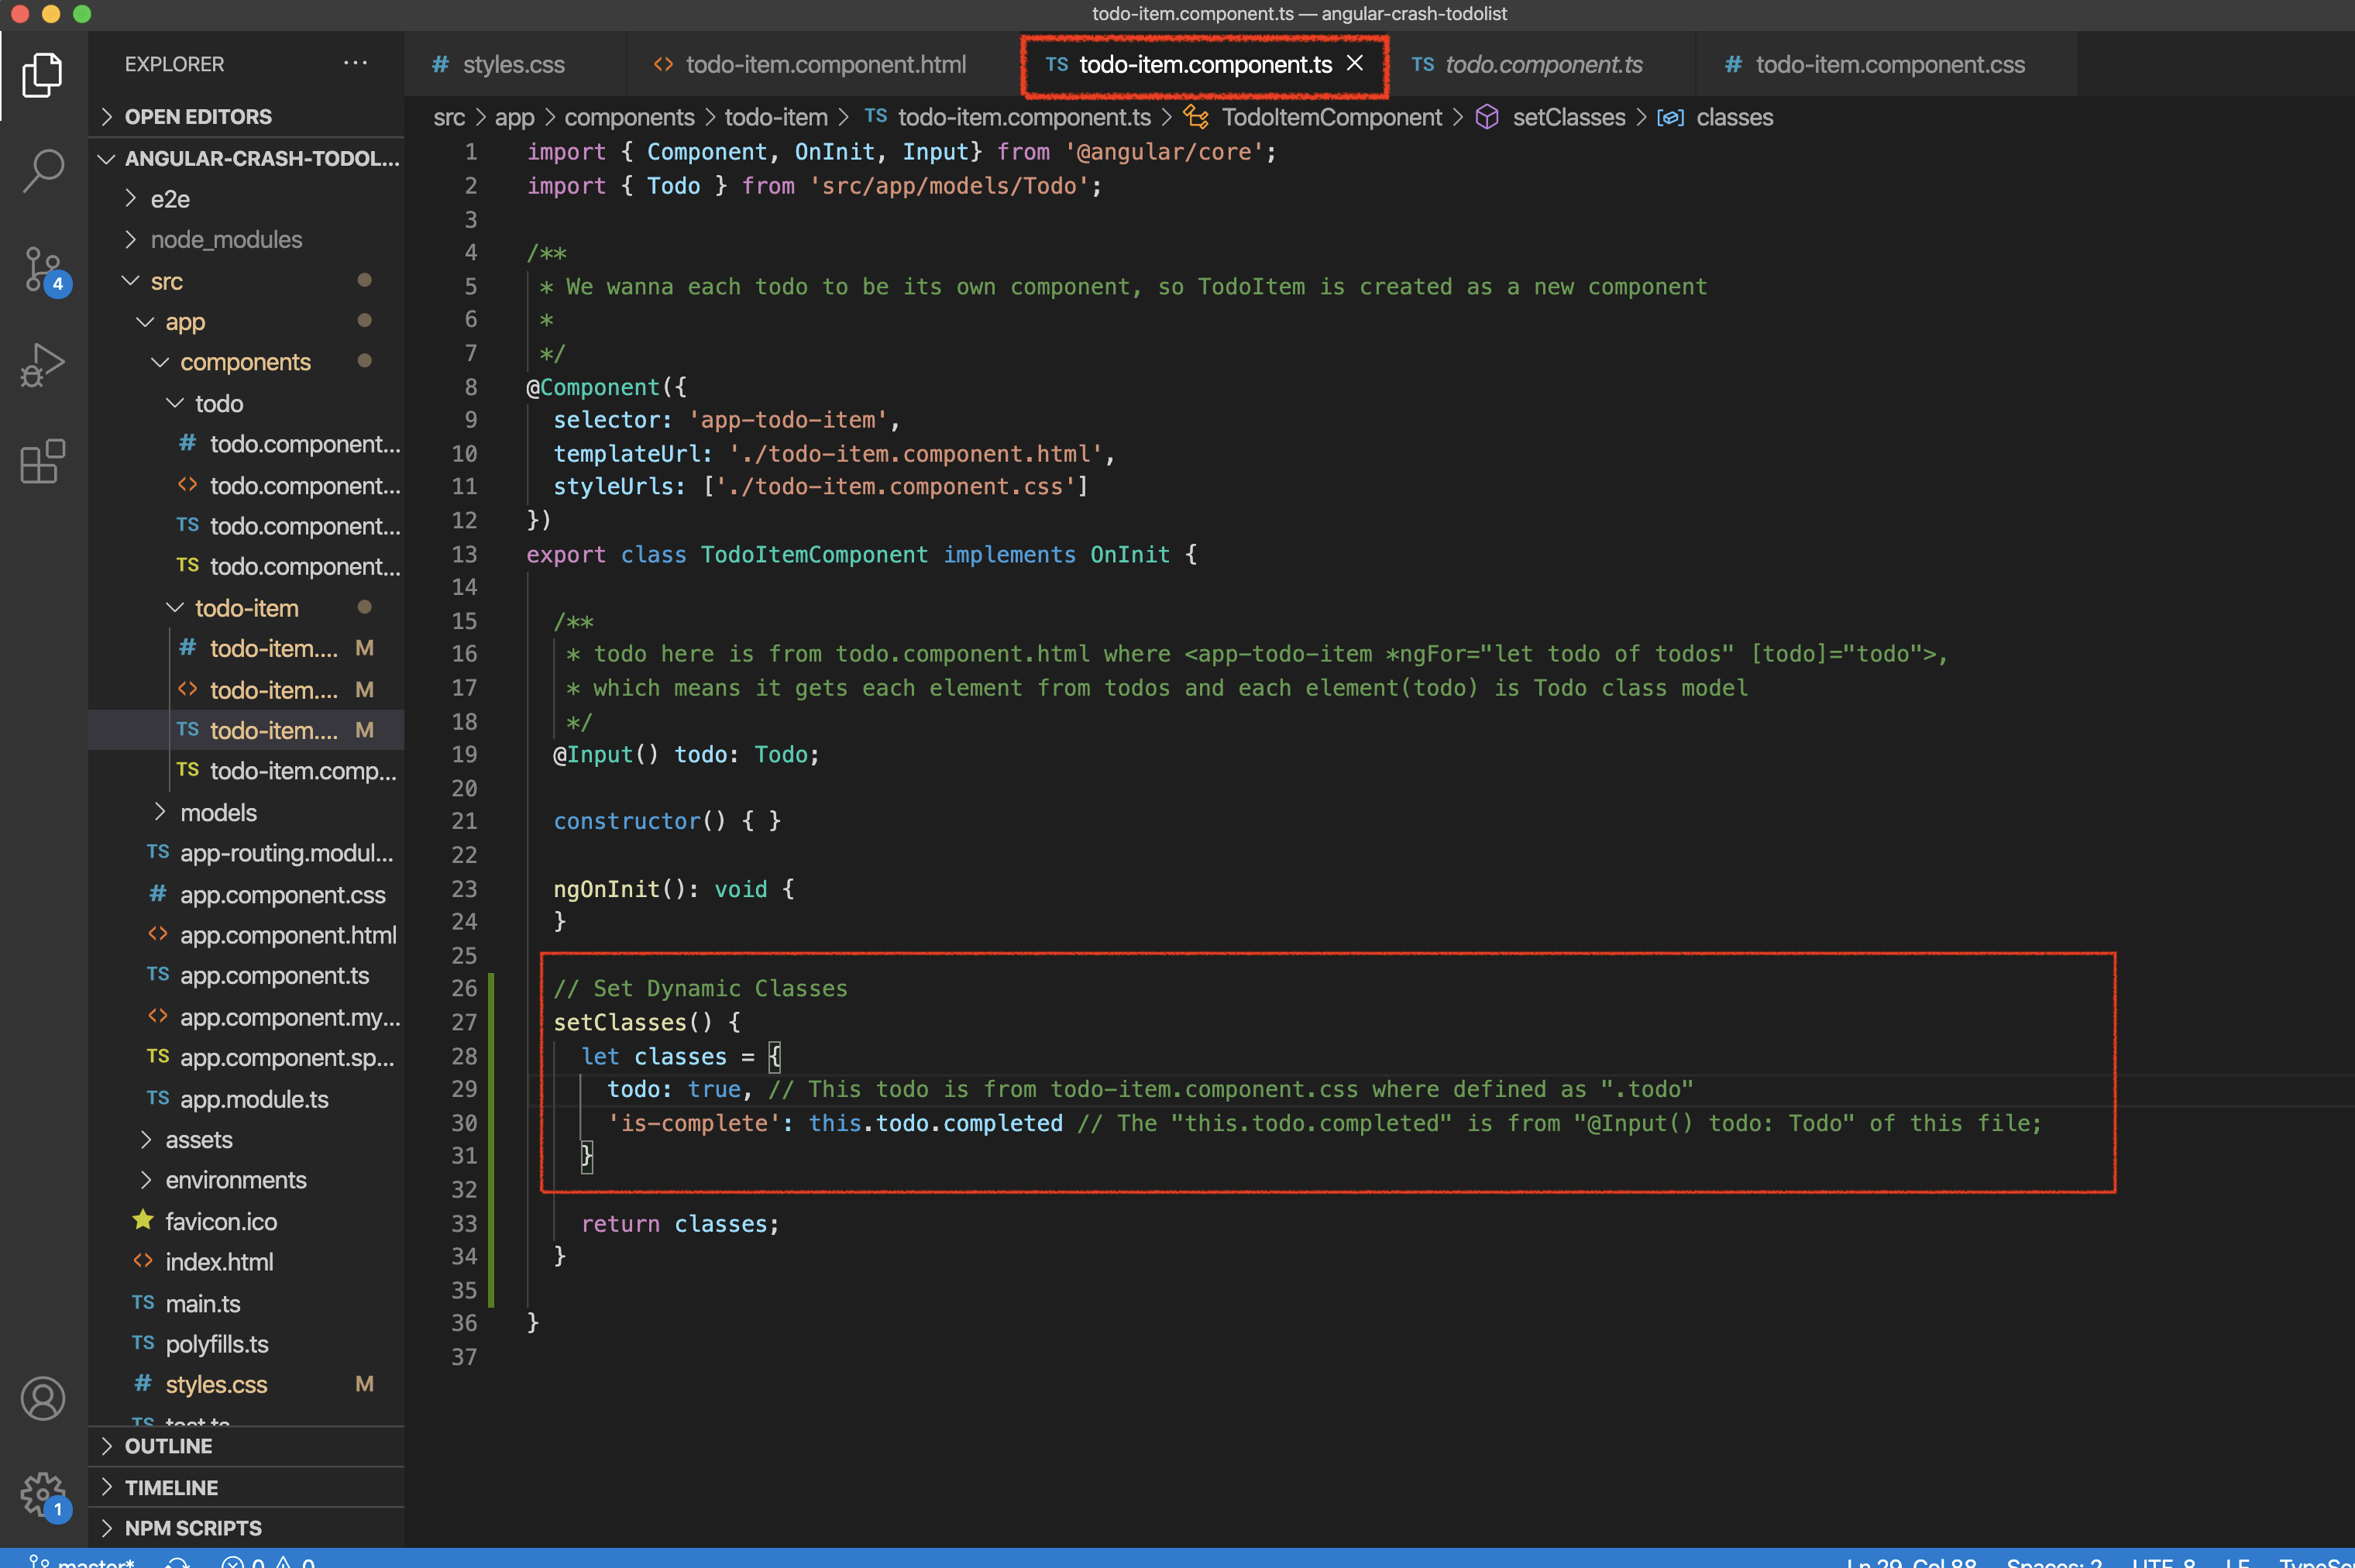 todo-item.component.ts — angular-crash-todolist
EXPLORER
OPEN EDITORS
ANGULAR-CRASH-TODOL...
e2e
node_modules
src
app
components
todo
# todo.component...
<> todo.component...
TS todo.component...
TS todo.component...
todo-item
# todo-item.... M
<> todo-item.... M
TS todo-item.... M
TS todo-item.comp...
models
TS app-routing.modul...
# app.component.css
<> app.component.html
TS app.component.ts
<> app.component.my...
TS app.component.sp...
TS app.module.ts
assets
environments
favicon.ico
<> index.html
TS main.ts
TS polyfills.ts
# styles.css M
TS test.ts
OUTLINE
TIMELINE
NPM SCRIPTS
4
1
# styles.css
<> todo-item.component.html
TS todo-item.component.ts
TS todo.component.ts
# todo-item.component.css
src > app > components > todo-item > TS todo-item.component.ts > TodoItemComponent > setClasses > classes
1 import { Component, OnInit, Input} from '@angular/core';
2 import { Todo } from 'src/app/models/Todo';
3
4 /**
5 * We wanna each todo to be its own component, so TodoItem is created as a new component
6 *
7 */
8 @Component({
9 selector: 'app-todo-item',
10 templateUrl: './todo-item.component.html',
11 styleUrls: ['./todo-item.component.css']
12 })
13 export class TodoItemComponent implements OnInit {
14
15 /**
16 * todo here is from todo.component.html where <app-todo-item *ngFor="let todo of todos" [todo]="todo">,
17 * which means it gets each element from todos and each element(todo) is Todo class model
18 */
19 @Input() todo: Todo;
20
21 constructor() { }
22
23 ngOnInit(): void {
24 }
25
26 // Set Dynamic Classes
27 setClasses() {
28 let classes = {
29 todo: true, // This todo is from todo-item.component.css where defined as ".todo"
30 'is-complete': this.todo.completed // The "this.todo.completed" is from "@Input() todo: Todo" of this file;
31 }
32
33 return classes;
34 }
35
36 }
37
master* 0 0
Ln 29, Col 88 Spaces: 2 UTF-8 LF TypeScr